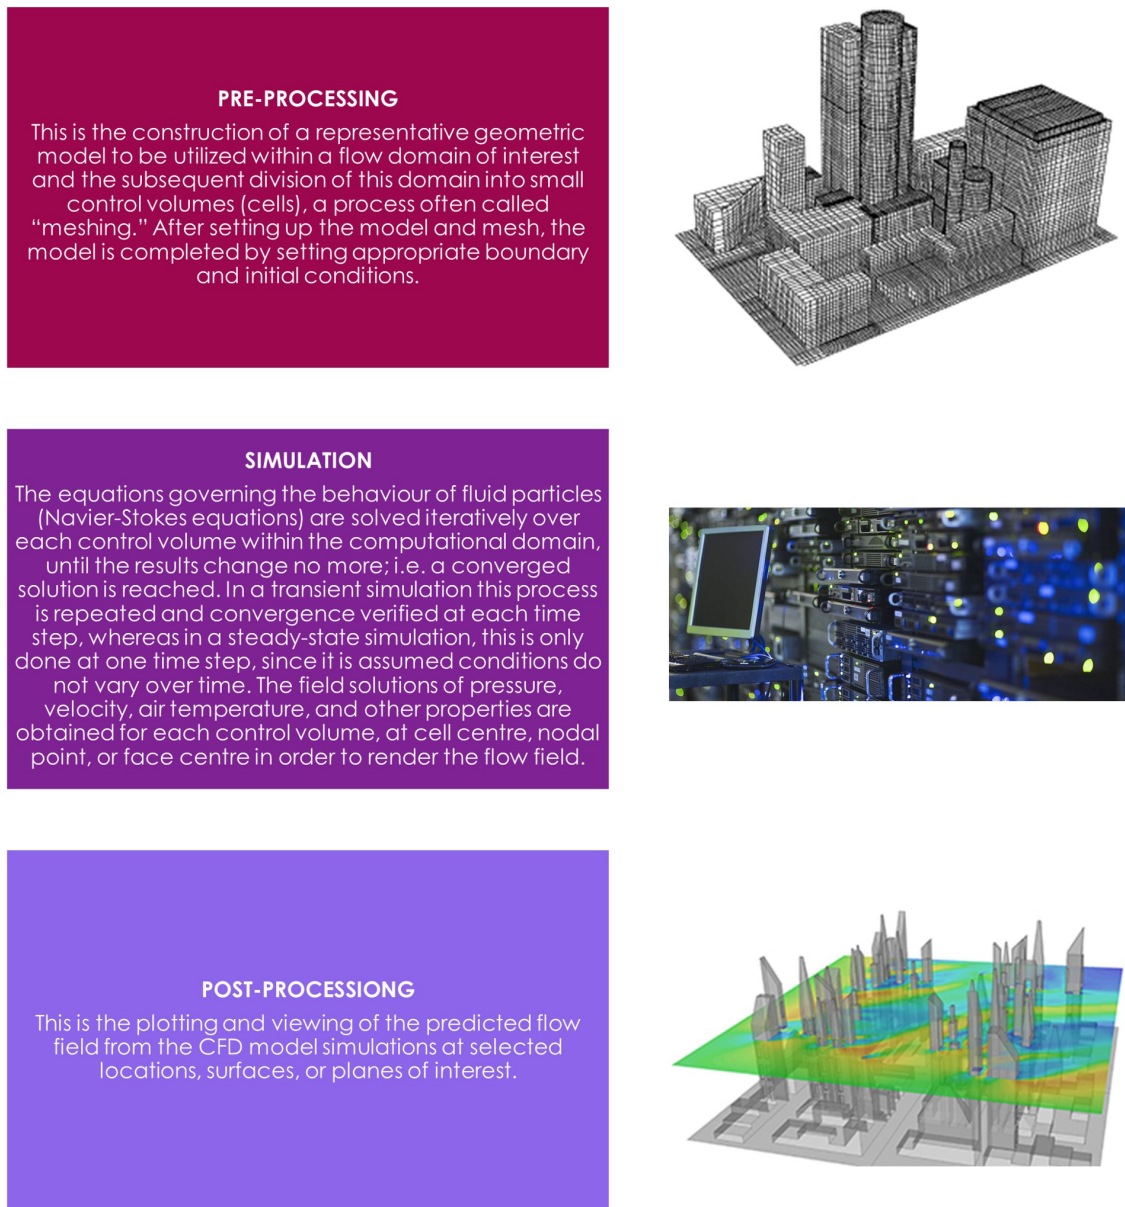 PRE-PROCESSING
This is the construction of a representative geometric
model to be utilized within a flow domain of interest
and the subsequent division of this domain into small
control volumes (cells), a process often called
“meshing.” After setting up the model and mesh, the
model is completed by setting appropriate boundary
and initial conditions.
SIMULATION
The equations governing the behaviour of fluid particles
(Navier-Stokes equations) are solved iteratively over
each control volume within the computational domain,
until the results change no more; i.e. a converged
solution is reached. In a transient simulation this process
is repeated and convergence verified at each time
step, whereas in a steady-state simulation, this is only
done at one time step, since it is assumed conditions do
not vary over time. The field solutions of pressure,
velocity, air temperature, and other properties are
obtained for each control volume, at cell centre, nodal
point, or face centre in order to render the flow field.
POST-PROCESSIONG
This is the plotting and viewing of the predicted flow
field from the CFD model simulations at selected
locations, surfaces, or planes of interest.